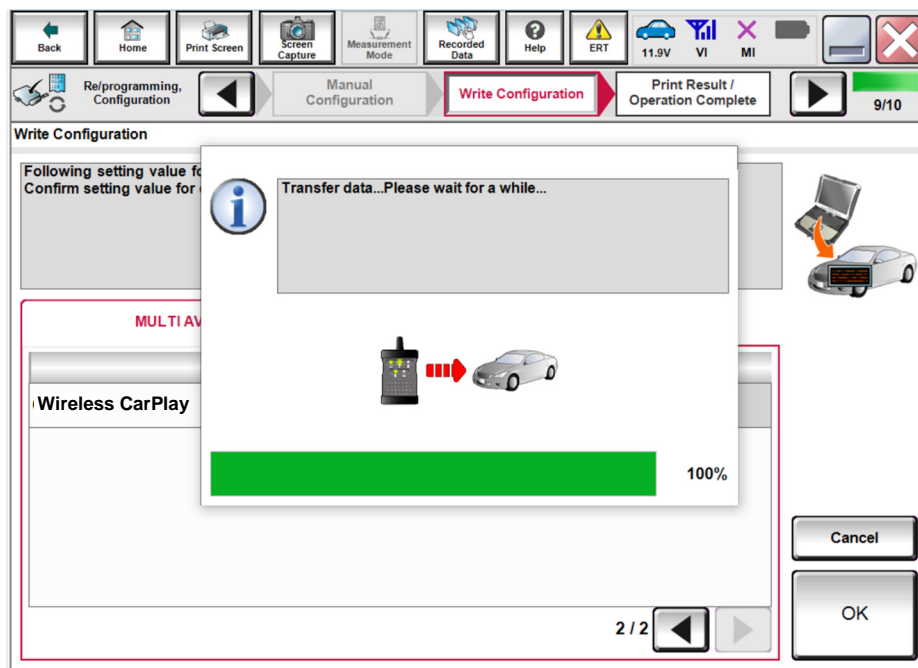 Back
Home
Print Screen
Screen
Capture
Measurement
Mode
Recorded
Data
Help
ERT
11.9V
VI
MI
Re/programming,
Configuration
Manual
Configuration
Write Configuration
Print Result /
Operation Complete
9/10
Write Configuration
Following setting value
Confirm setting value for
Transfer data...Please wait for a while...
MULTI AV
Wireless CarPlay
100%
Cancel
2 / 2
OK